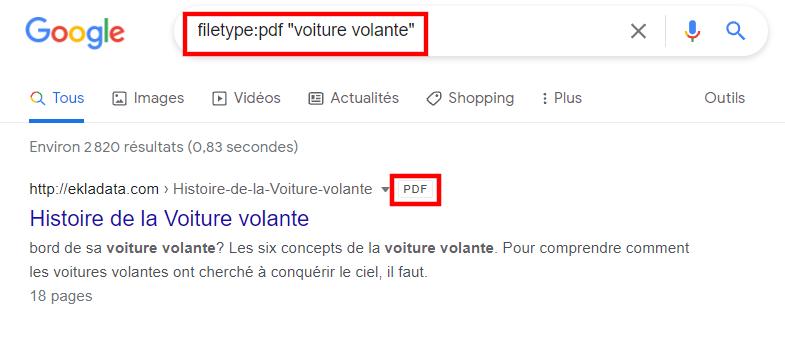 Google
filetype:pdf "voiture volante"
Tous Images Vidéos Actualités Shopping Plus Outils
Environ 2 820 résultats (0,83 secondes)
http://ekladata.com › Histoire-de-la-Voiture-volante PDF
Histoire de la Voiture volante
bord de sa voiture volante? Les six concepts de la voiture volante. Pour comprendre comment
les voitures volantes ont cherché à conquérir le ciel, il faut.
18 pages